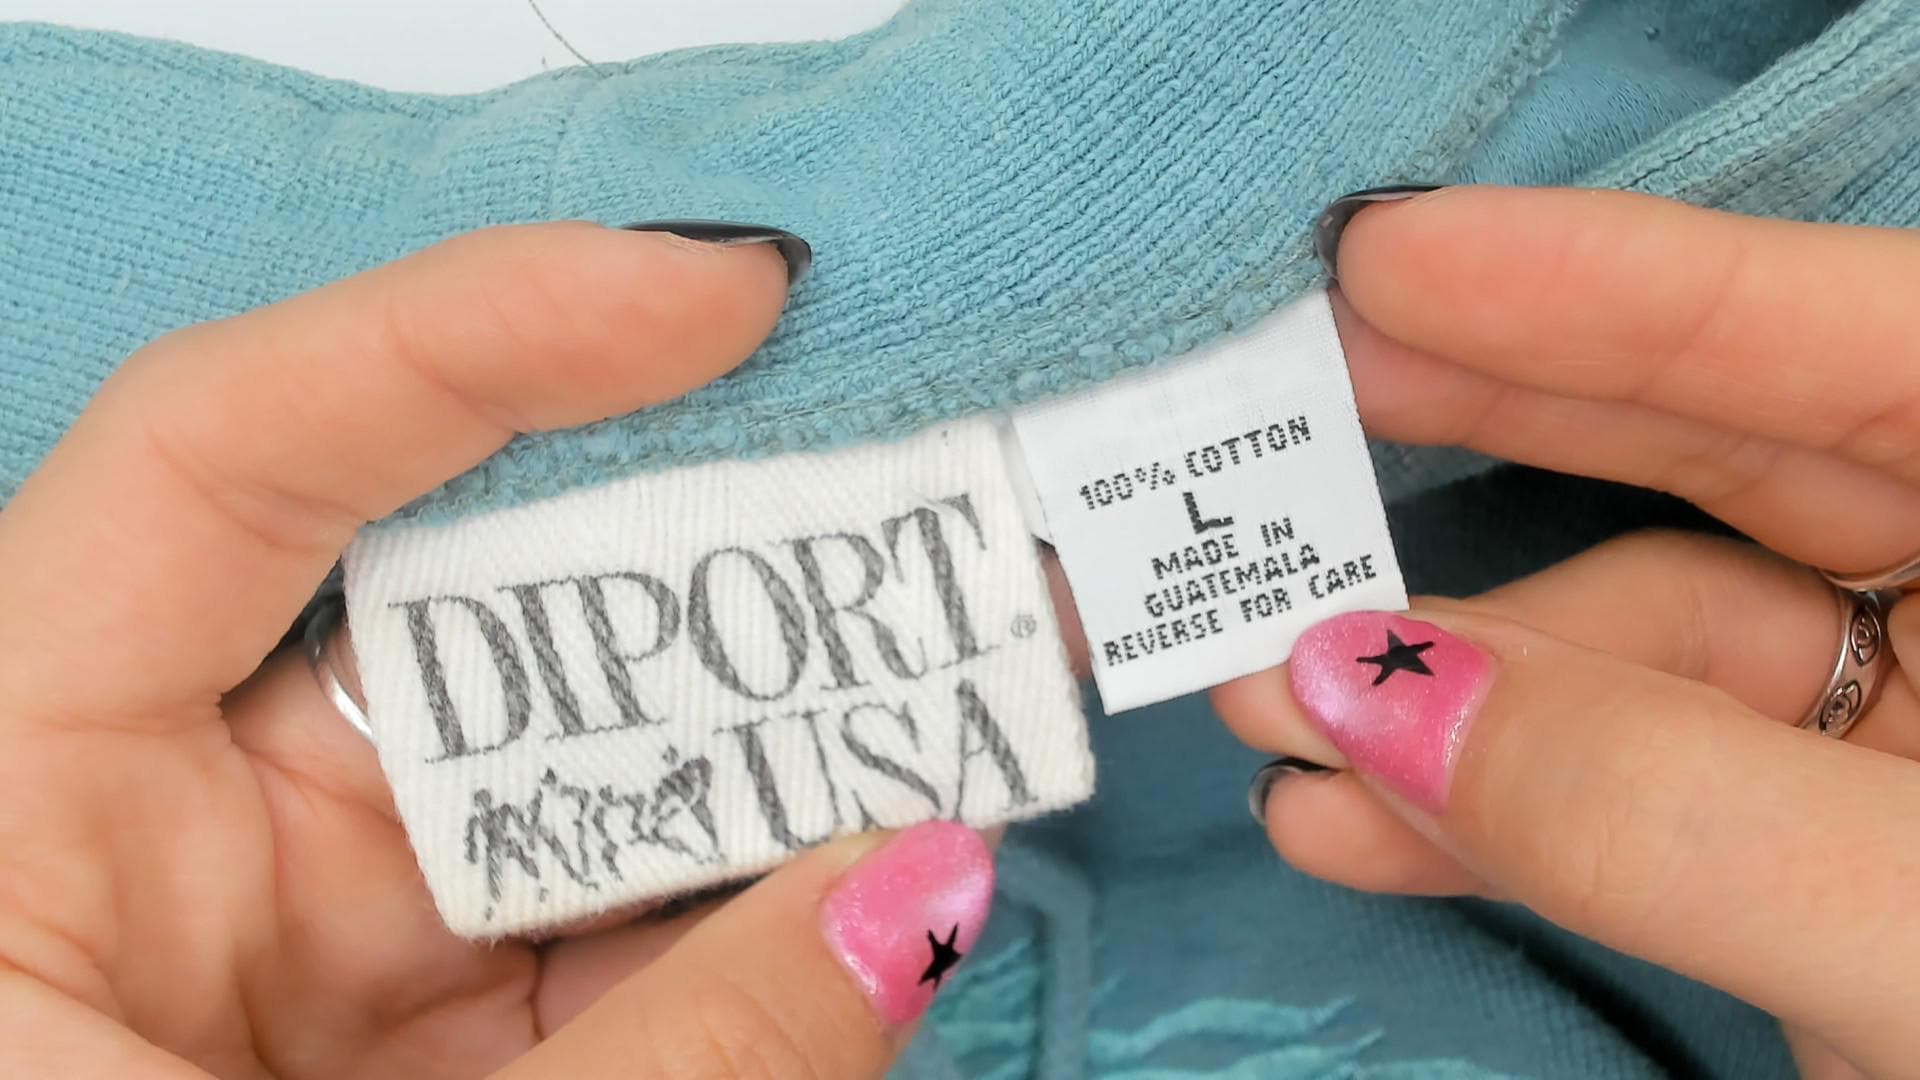 DIPORT®
USA
100% COTTON
L
MADE IN
GUATEMALA
REVERSE FOR CARE